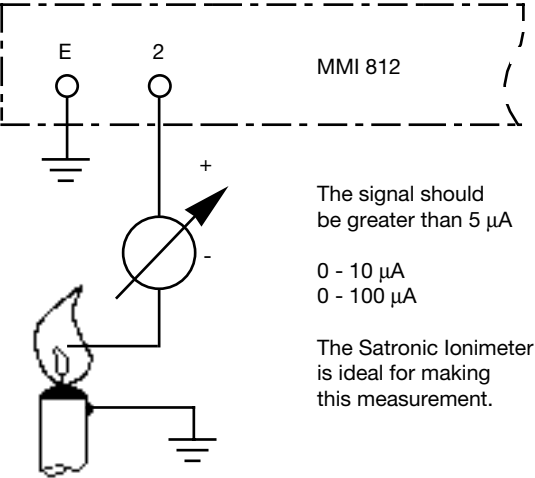 E
2
MMI 812
+
-
The signal should
be greater than 5 µA
0 - 10 µA
0 - 100 µA
The Satronic Ionimeter
is ideal for making
this measurement.